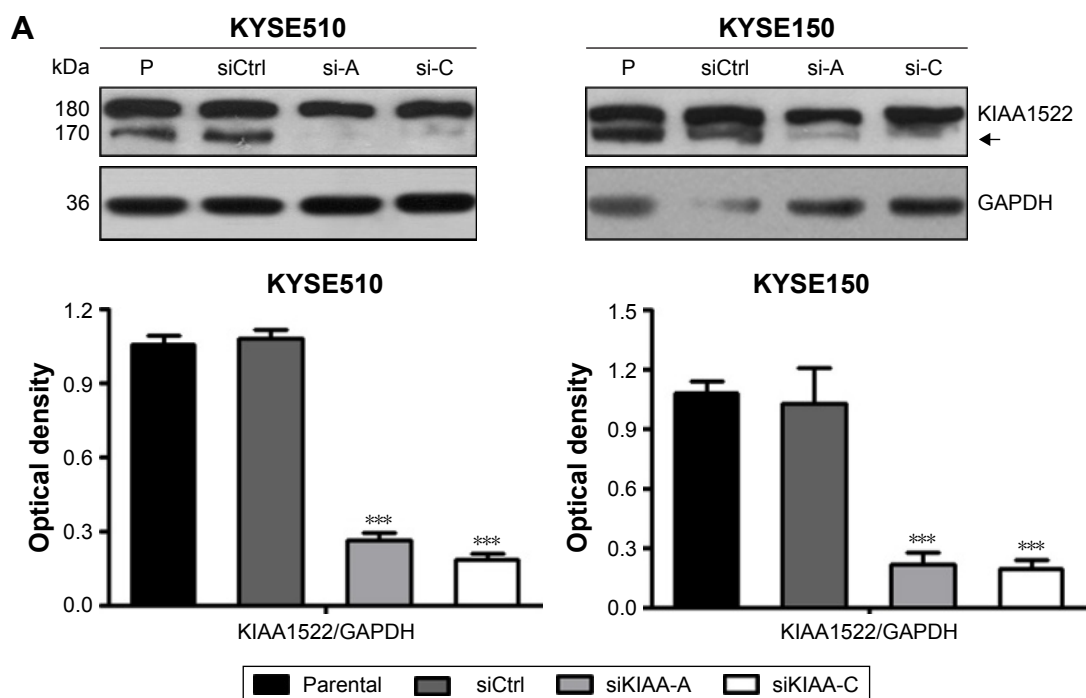 A
KYSE510
kDa P siCtrl si-A si-C
180
170
36
KYSE150
P siCtrl si-A si-C
KIAA1522
GAPDH
KYSE510
Optical density
1.2
0.9
0.6
0.3
0.0
*** ***
KIAA1522/GAPDH
KYSE150
Optical density
1.5
1.2
0.9
0.6
0.3
0.0
*** ***
KIAA1522/GAPDH
Parental siCtrl siKIAA-A siKIAA-C